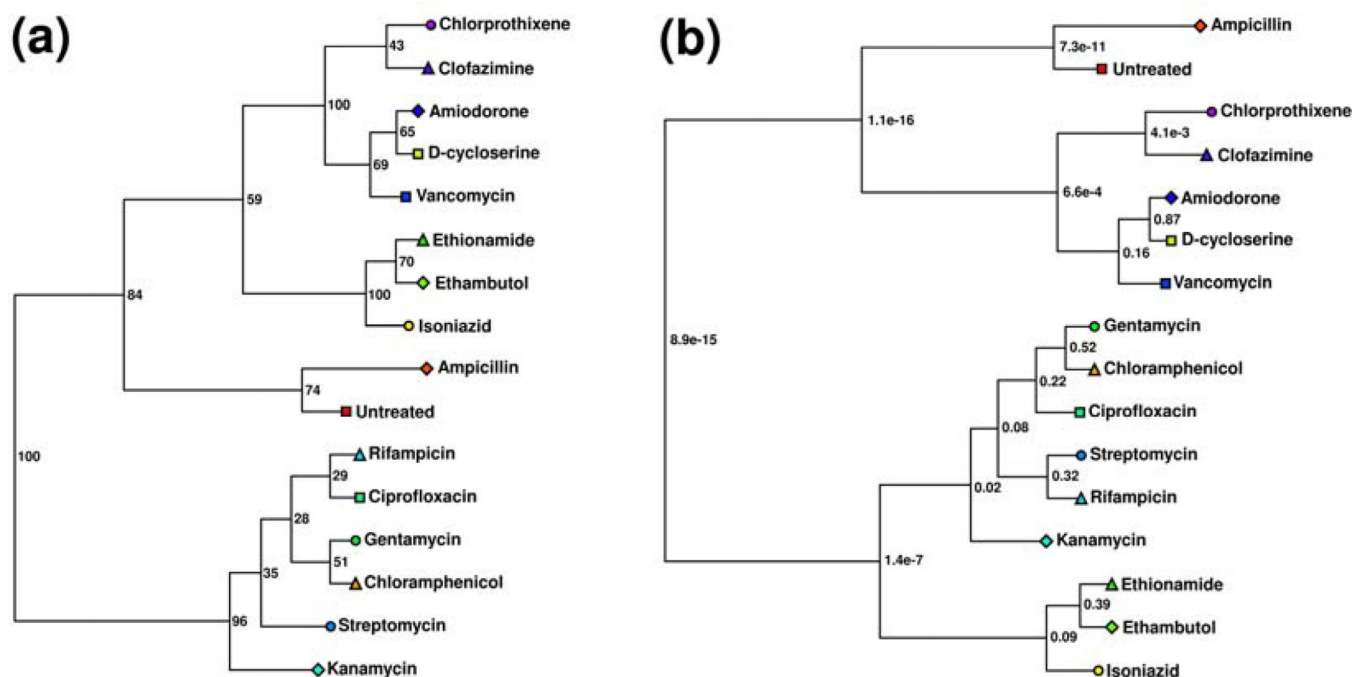 (a)
Chlorprothixene
43
Clofazimine
100
Amiodorone
65
D-cycloserine
69
Vancomycin
59
Ethionamide
70
Ethambutol
100
Isoniazid
84
Ampicillin
74
Untreated
100
Rifampicin
29
Ciprofloxacin
28
Gentamycin
51
Chloramphenicol
35
Streptomycin
96
Kanamycin
(b)
Ampicillin
7.3e-11
Untreated
1.1e-16
Chlorprothixene
4.1e-3
Clofazimine
6.6e-4
Amiodorone
0.87
D-cycloserine
0.16
Vancomycin
8.9e-15
Gentamycin
0.52
Chloramphenicol
0.22
Ciprofloxacin
0.08
Streptomycin
0.32
Rifampicin
0.02
Kanamycin
1.4e-7
Ethionamide
0.39
Ethambutol
0.09
Isoniazid